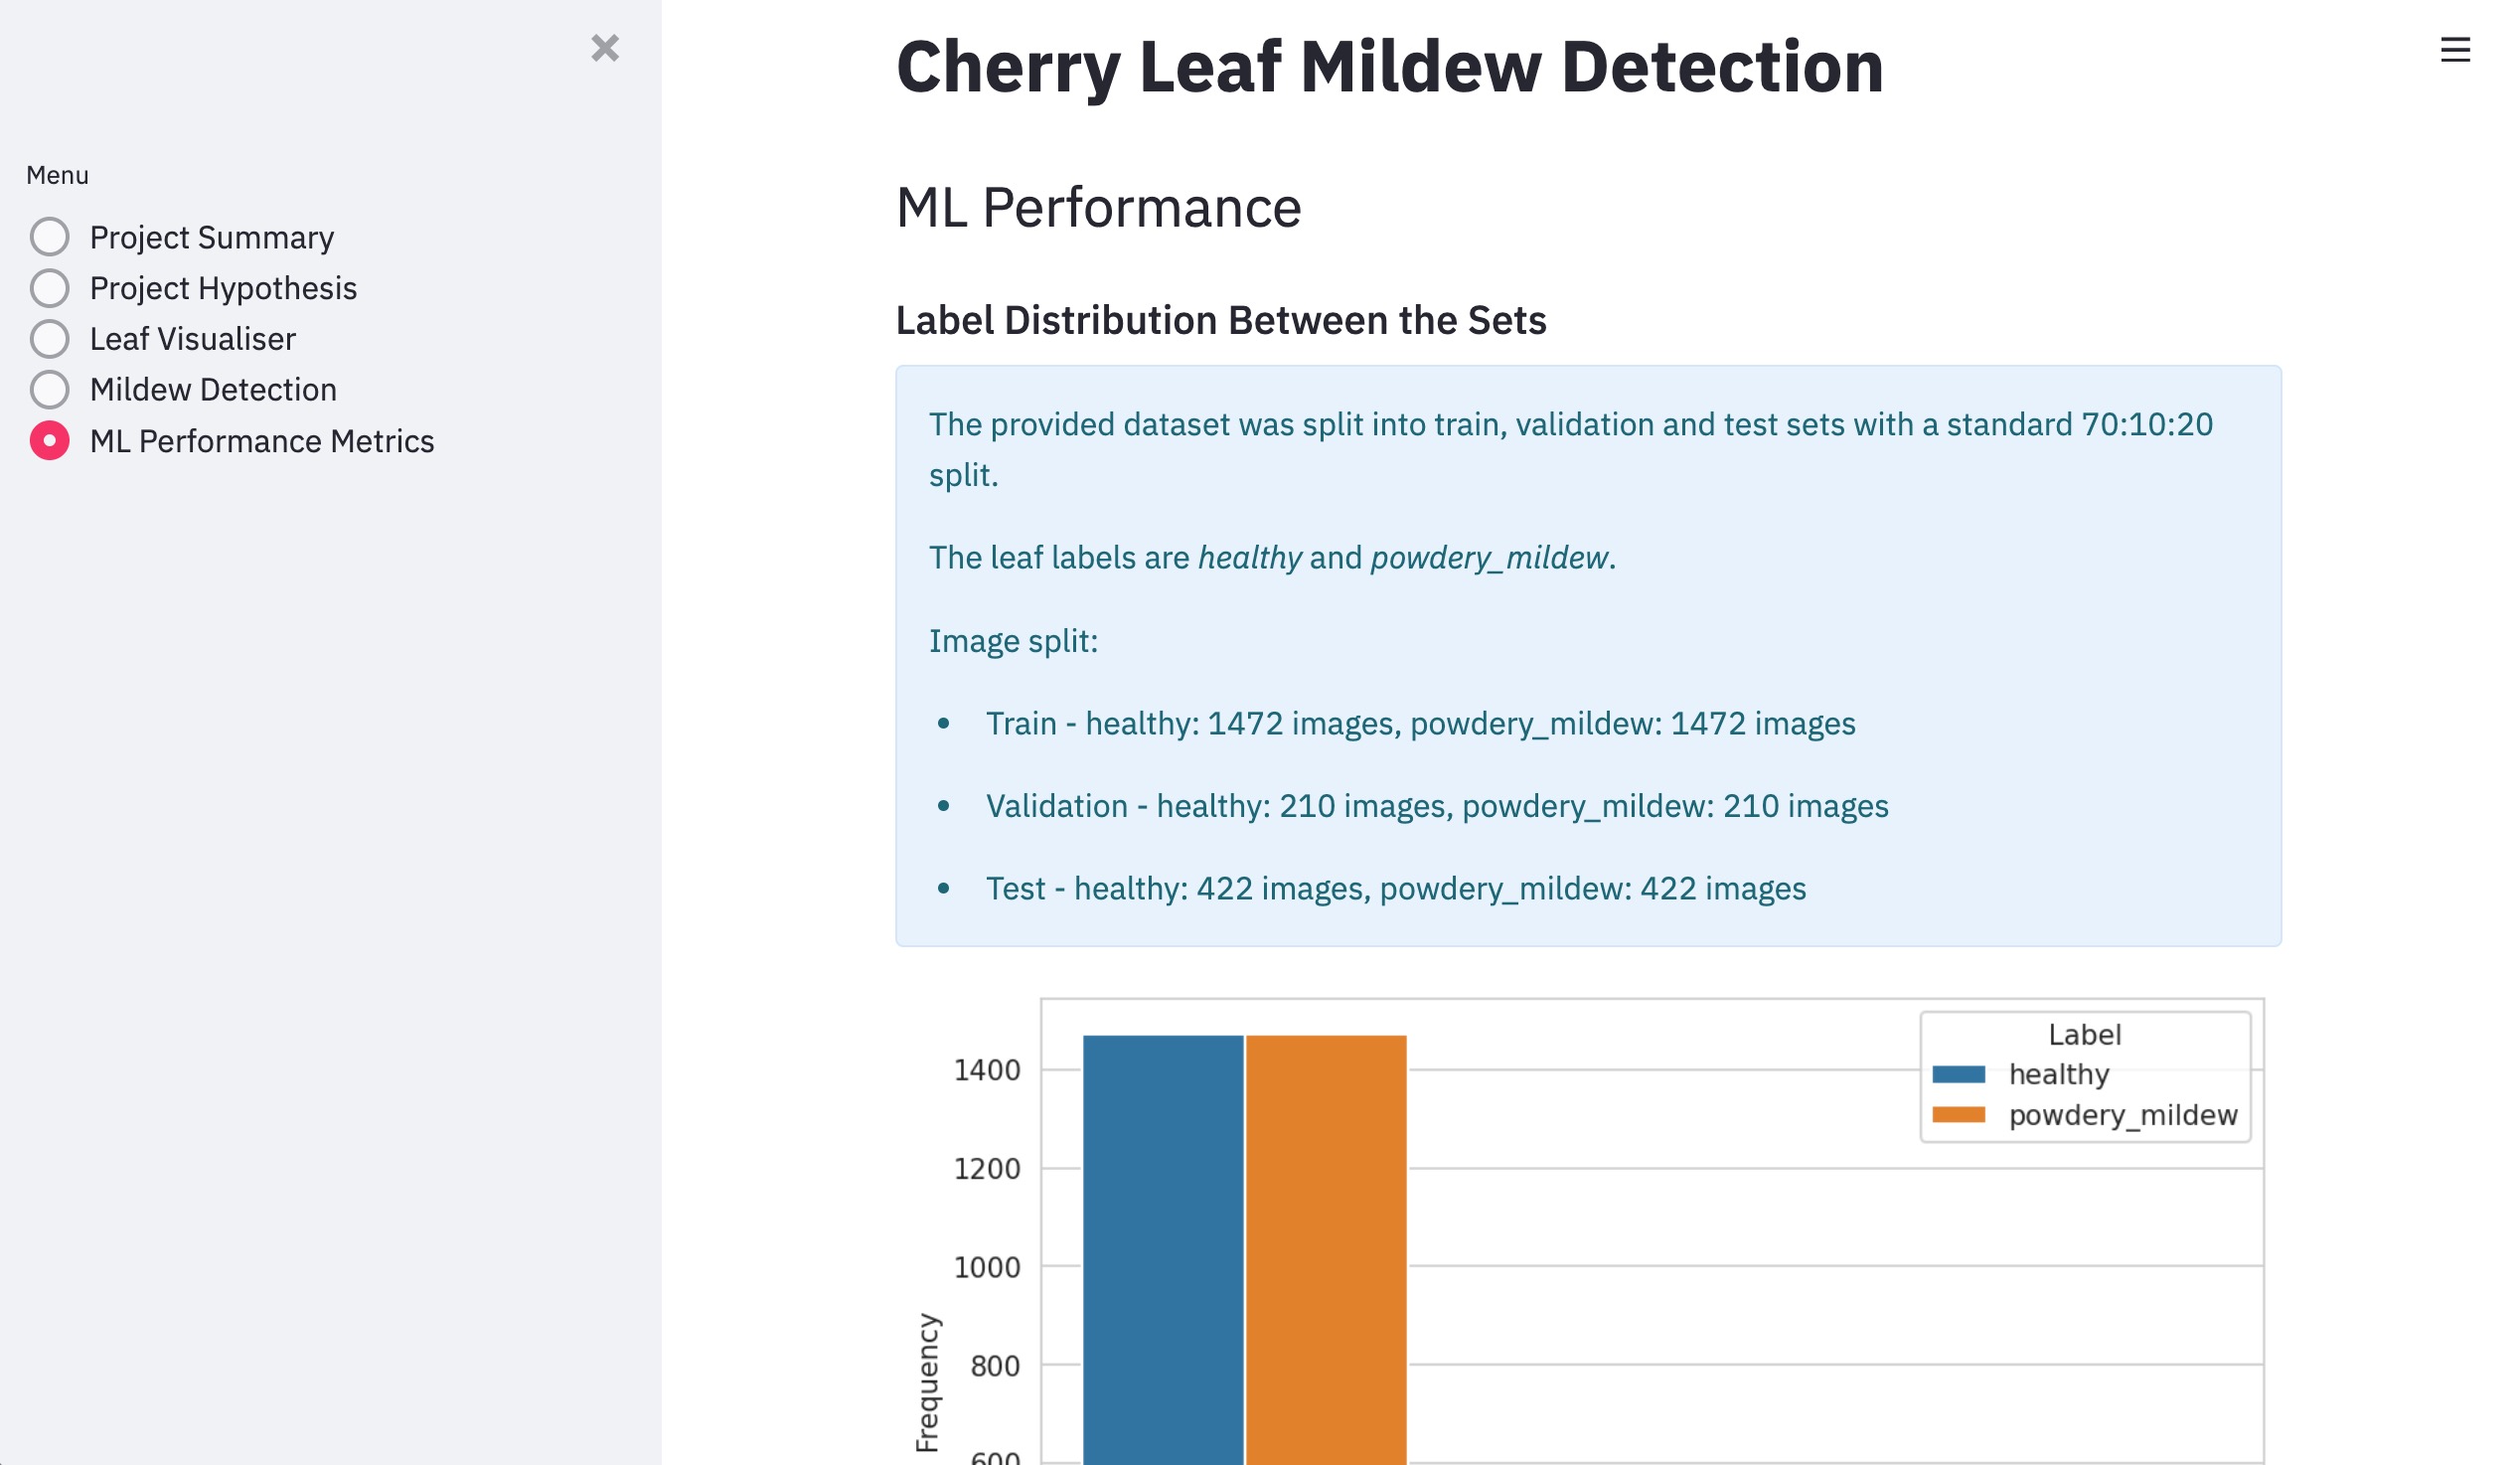 Menu
Project Summary
Project Hypothesis
Leaf Visualiser
Mildew Detection
ML Performance Metrics
Cherry Leaf Mildew Detection
ML Performance
Label Distribution Between the Sets
The provided dataset was split into train, validation and test sets with a standard 70:10:20
split.
The leaf labels are healthy and powdery_mildew.
Image split:
Train - healthy: 1472 images, powdery_mildew: 1472 images
Validation - healthy: 210 images, powdery_mildew: 210 images
Test - healthy: 422 images, powdery_mildew: 422 images
Label
healthy
powdery_mildew
1400
1200
1000
800
600
Frequency